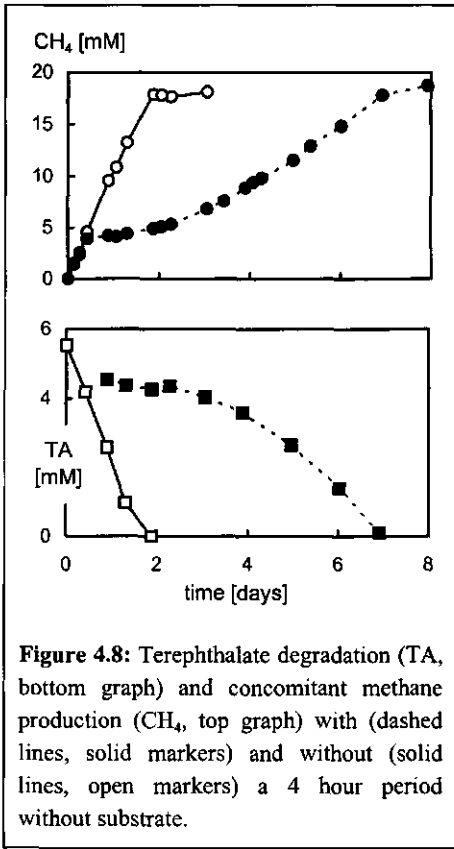 CH₄ [mM]
20
15
10
5
0
6
4
TA
[mM]
0
0 2 4 6 8
time [days]
Figure 4.8: Terephthalate degradation (TA,
bottom graph) and concomitant methane
production (CH₄, top graph) with (dashed
lines, solid markers) and without (solid
lines, open markers) a 4 hour period
without substrate.